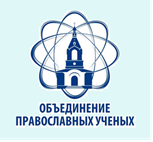 ОБЪЕДИНЕНИЕ
ПРАВОСЛАВНЫХ УЧЕНЫХ